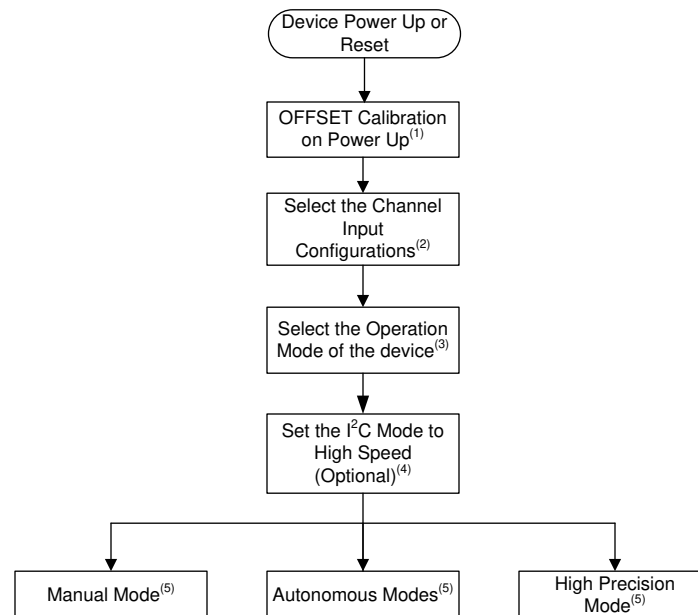 Device Power Up or
Reset
OFFSET Calibration
on Power Up(1)
Select the Channel
Input
Configurations(2)
Select the Operation
Mode of the device(3)
Set the I2C Mode to
High Speed
(Optional)(4)
Manual Mode(5)
Autonomous Modes(5)
High Precision
Mode(5)